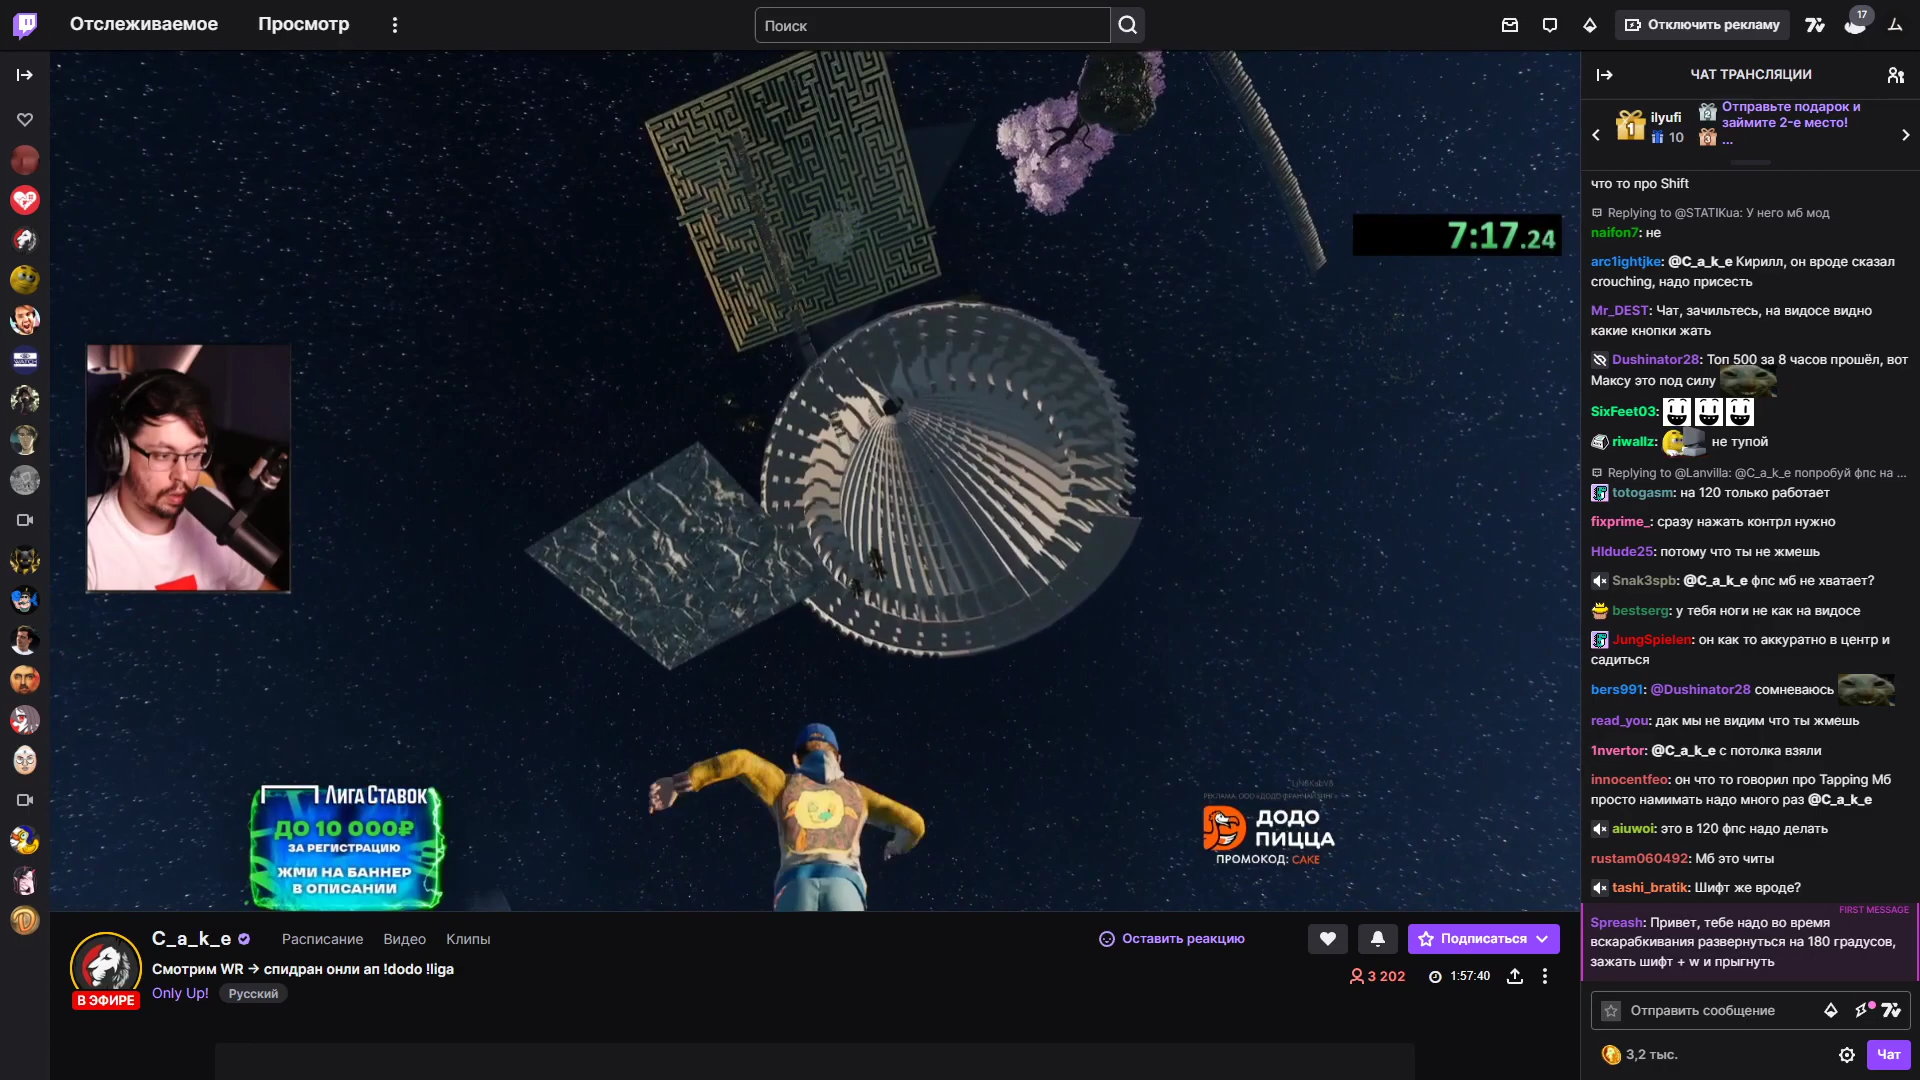 Отслеживаемое
Просмотр
Поиск
Отключить рекламу
17
ЧАТ ТРАНСЛЯЦИИ
1
ilyufi
10
2
3
Отправьте подарок и
займите 2-е место!
...
7:17.24
что то про Shift
Replying to @STATIKua: У него мб мод
naifon7: не
arc1ightjke: @C_a_k_e Кирилл, он вроде сказал
crouching, надо присесть
Mr_DEST: Чат, зачильтесь, на видосе видно
какие кнопки жать
Dushinator28: Топ 500 за 8 часов прошёл, вот
Максу это под силу
SixFeet03:
riwallz: не тупой
Replying to @Lanvilla: @C_a_k_e попробуй фпс на ...
totogasm: на 120 только работает
fixprime_: сразу нажать контрл нужно
Hldude25: потому что ты не жмешь
Snak3spb: @C_a_k_e фпс мб не хватает?
bestserg: у тебя ноги не как на видосе
JungSpielen: он как то аккуратно в центр и
садиться
bers991: @Dushinator28 сомневаюсь
read_you: дак мы не видим что ты жмешь
1nvertor: @C_a_k_e с потолка взяли
innocentfeo: он что то говорил про Tapping Мб
просто намимать надо много раз @C_a_k_e
aiuwoi: это в 120 фпс надо делать
rustam060492: Мб это читы
tashi_bratik: Шифт же вроде?
FIRST MESSAGE
Spreash: Привет, тебе надо во время
вскарабкивания развернуться на 180 градусов,
зажать шифт + w и прыгнуть
Отправить сообщение
3,2 тыс.
Чат
ЛИГА СТАВОК
ДО 10 000₽
ЗА РЕГИСТРАЦИЮ
ЖМИ НА БАННЕР
В ОПИСАНИИ
ДОДО
ПИЦЦА
ПРОМОКОД: CAKE
C_a_k_e
Расписание
Видео
Клипы
Оставить реакцию
Подписаться
Смотрим WR → спидран онли ап !dodo !liga
Only Up!
Русский
В ЭФИРЕ
3 202
1:57:40